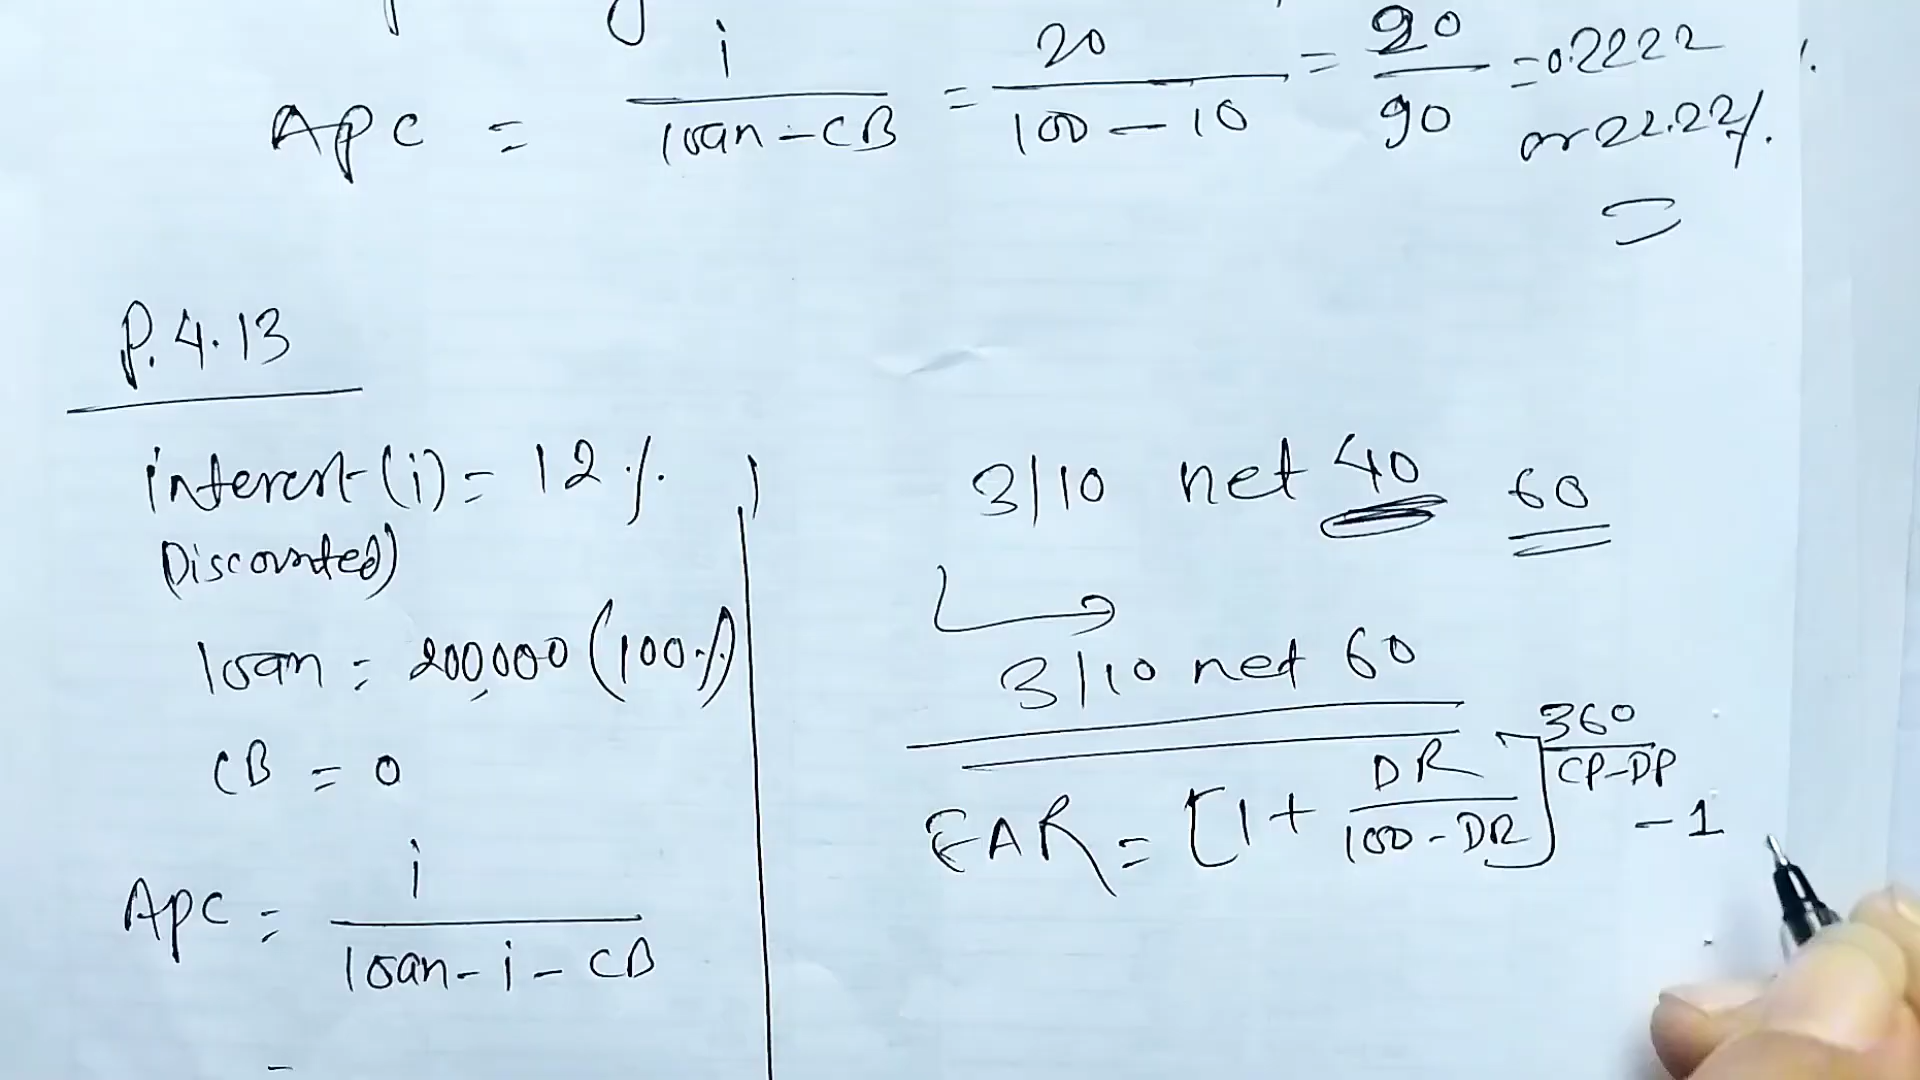 APC = i / loan - CB = 20 / 100 - 10 = 20 / 90 = 0.2222
or 22.22%.
P.4.13
interest (i) = 12%
Discounted)
loan = 200,000 (100%)
CB = 0
APC = i / loan - i - CB
=
3/10 net 40 60
3/10 net 60
EAR = [1 + DR / 100 - DR]^360 / CP-DP - 1